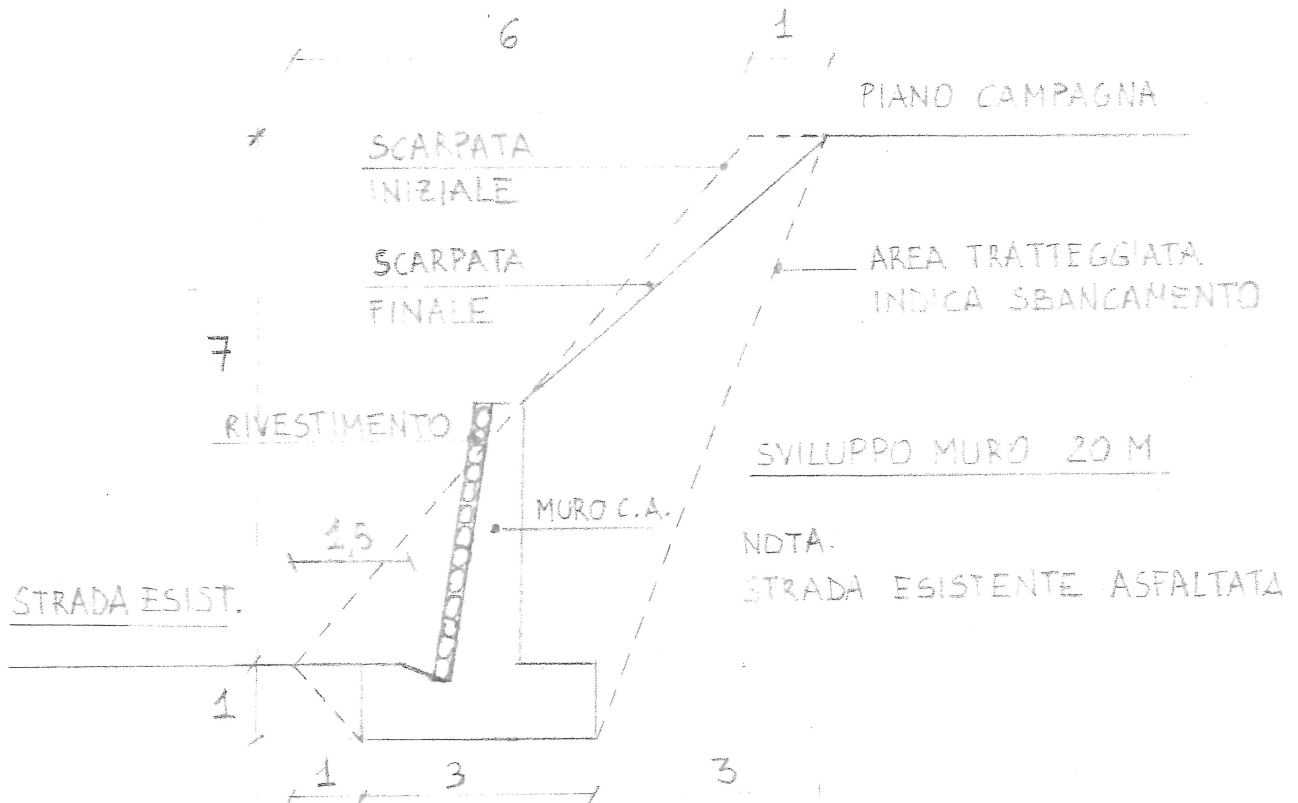 6
1
PIANO CAMPAGNA
SCARPATA
INIZIALE
SCARPATA
FINALE
AREA TRATTEGGIATA
INDICA SBANCAMENTO
7
RIVESTIMENTO
SVILUPPO MURO 20 M
MURO C.A.
1,5
NOTA.
STRADA ESISTENTE ASFALTATA
STRADA ESIST.
1
1
3
3